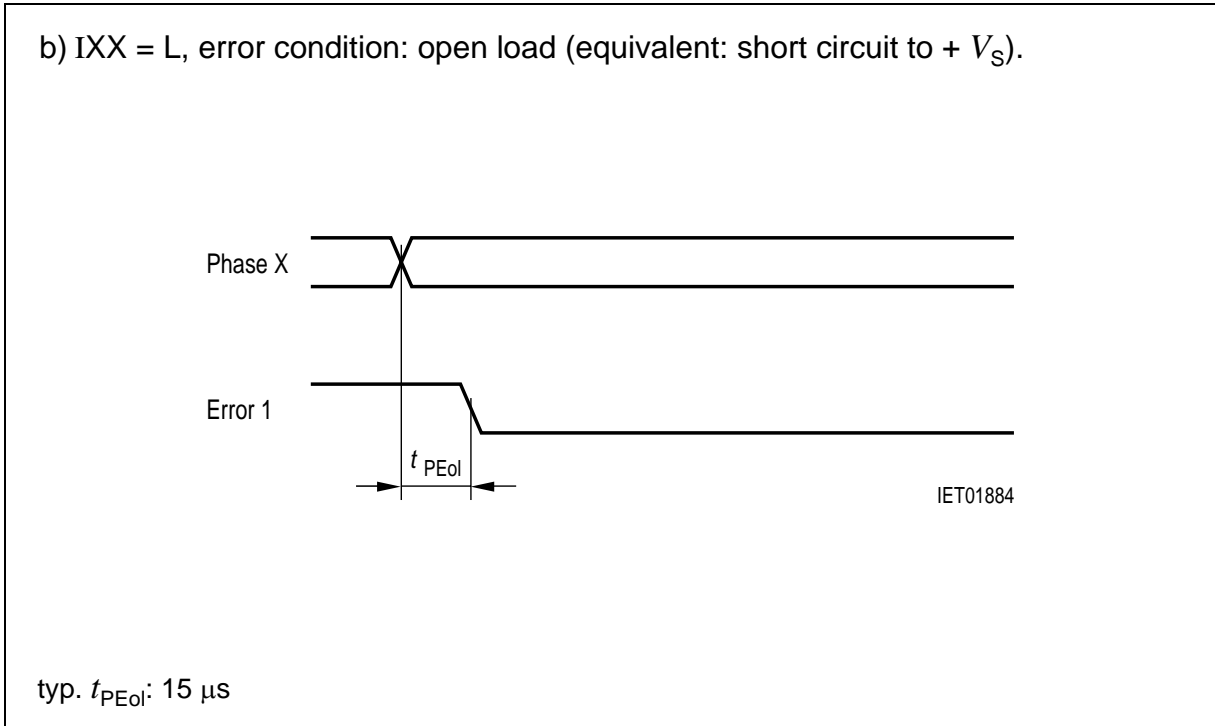 b) IXX = L, error condition: open load (equivalent: short circuit to + VS).
Phase X
Error 1
t PEol
IET01884
typ. tPEol: 15 μs